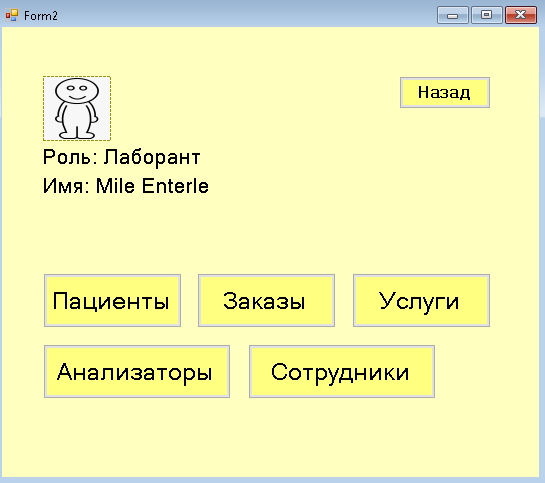 Form2
Назад
Роль: Лаборант
Имя: Mile Enterle
Пациенты Заказы Услуги
Анализаторы Сотрудники